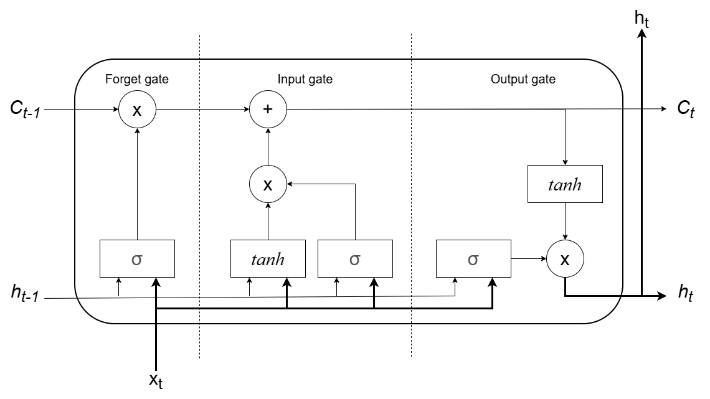 h_t
Forget gate Input gate Output gate
C_{t-1} x + C_t
x tanh
σ tanh σ σ x
h_{t-1} h_t
x_t